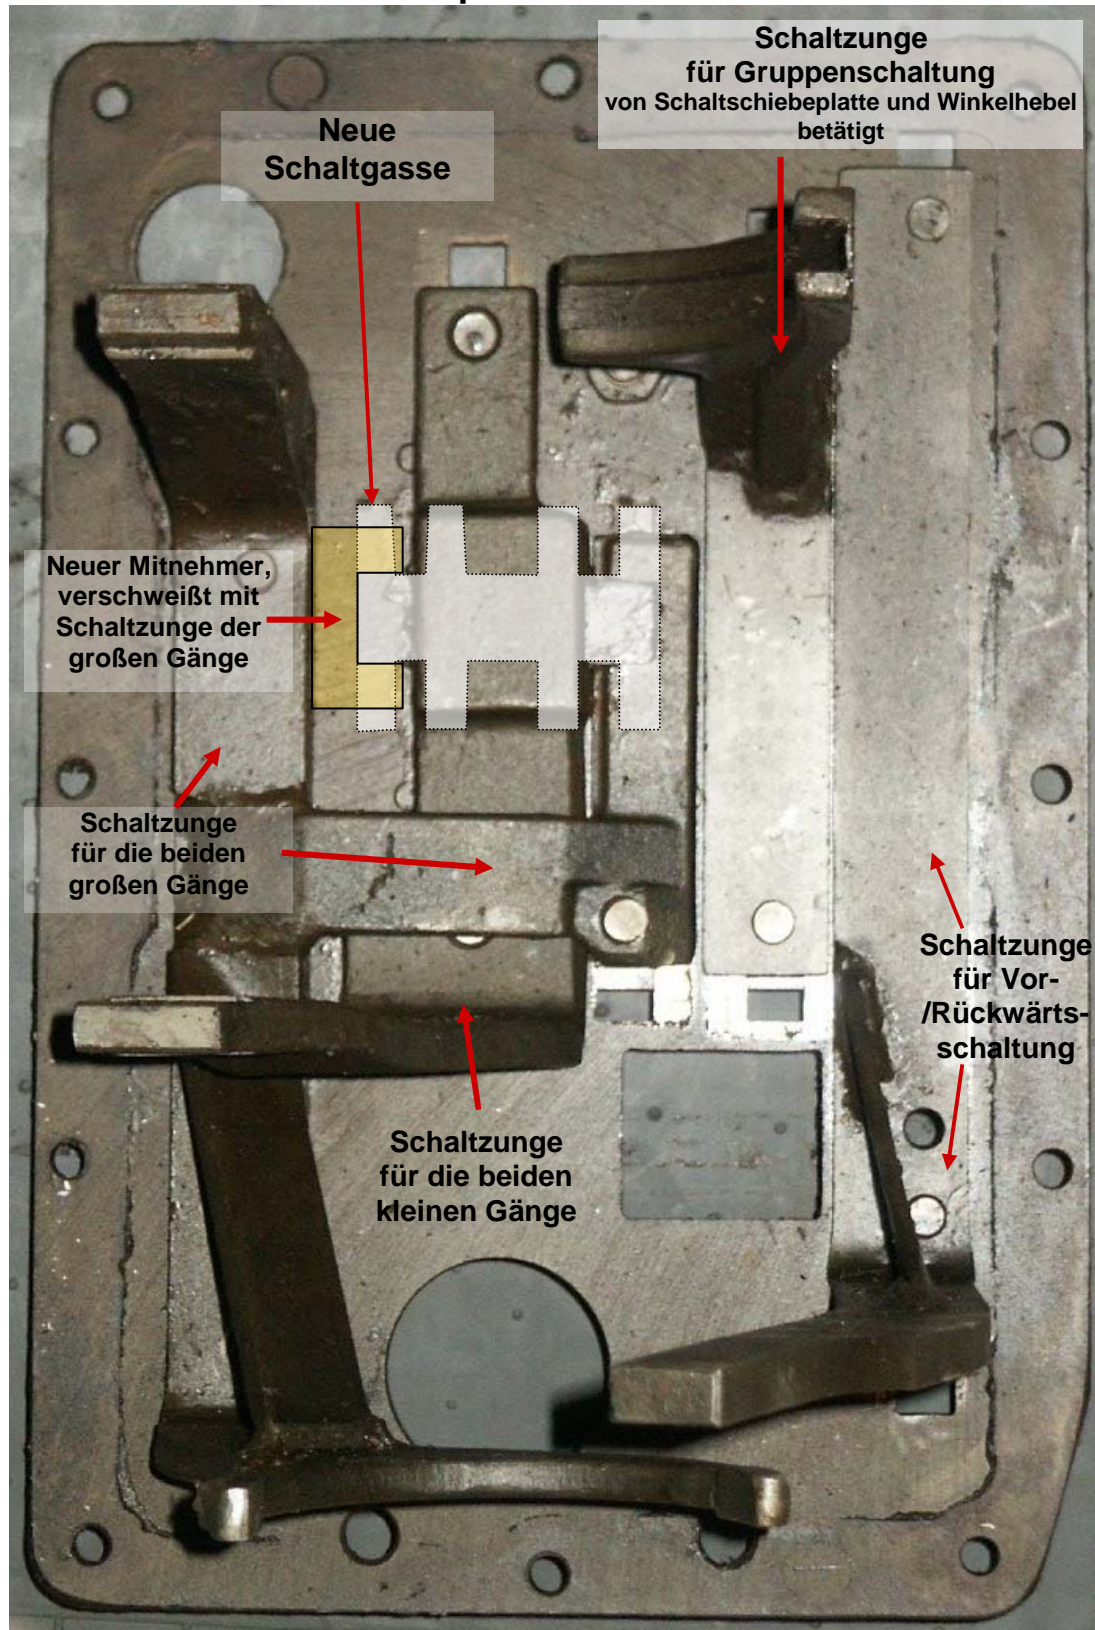 Schaltzunge
für Gruppenschaltung
von Schaltschiebeplatte und Winkelhebel
betätigt
Neue
Schaltgasse
Neuer Mitnehmer,
verschweißt mit
Schaltzunge der
großen Gänge
Schaltzunge
für die beiden
großen Gänge
Schaltzunge
für Vor-
/Rückwärts-
schaltung
Schaltzunge
für die beiden
kleinen Gänge